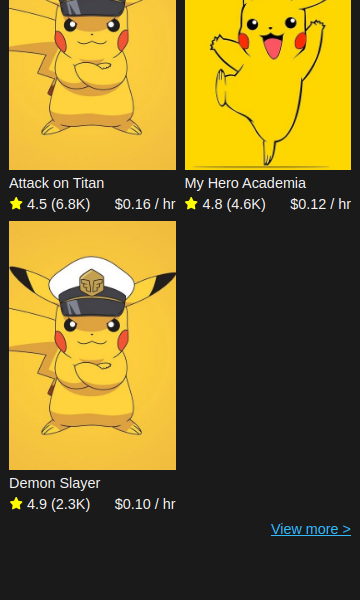 Attack on Titan
4.5 (6.8K) $0.16 / hr
My Hero Academia
4.8 (4.6K) $0.12 / hr
Demon Slayer
4.9 (2.3K) $0.10 / hr
View more >